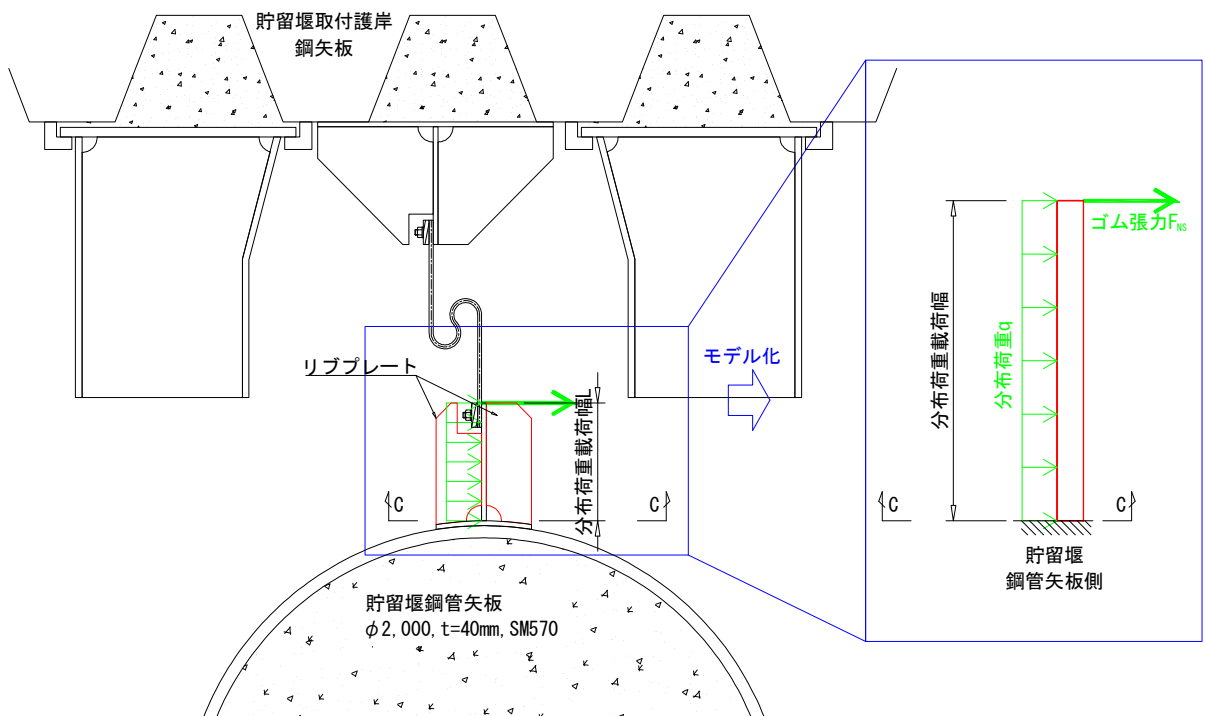 貯留堰取付護岸
鋼矢板
リブプレート
モデル化
分布荷重載荷幅L
C
C
貯留堰鋼管矢板
φ2,000,t=40mm,SM570
ゴム張力FNS
分布荷重載荷幅
分布荷重q
C
C
貯留堰
鋼管矢板側